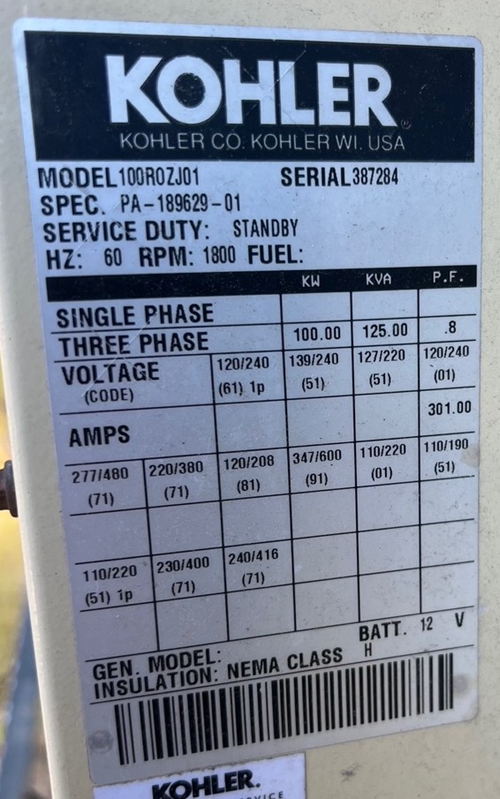 KOHLER®
KOHLER CO. KOHLER WI. USA
MODEL 100ROZJ01 SERIAL 387284
SPEC. PA-189629-01
SERVICE DUTY: STANDBY
HZ: 60 RPM: 1800 FUEL:
KW KVA P.F.
SINGLE PHASE
THREE PHASE 100.00 125.00 .8
VOLTAGE 120/240 139/240 127/220 120/240
(CODE) (61) 1p (51) (51) (01)
AMPS 301.00
277/480 220/380 120/208 347/600 110/220 110/190
(71) (71) (81) (91) (01) (51)
110/220 230/400 240/416
(51) 1p (71) (71)
BATT. 12 V
GEN. MODEL:
INSULATION: NEMA CLASS H
KOHLER.
SERVICE